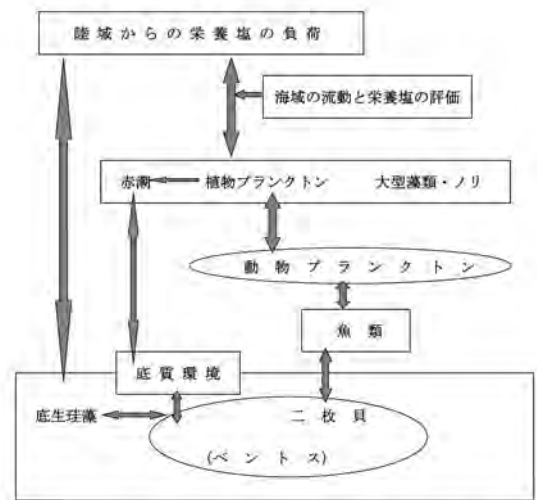 陸域からの栄養塩の負荷
海域の流動と栄養塩の評価
赤潮 植物プランクトン 大型藻類・ノリ
動物プランクトン
魚類
底質環境
底生珪藻 二枚貝
(ベントス)